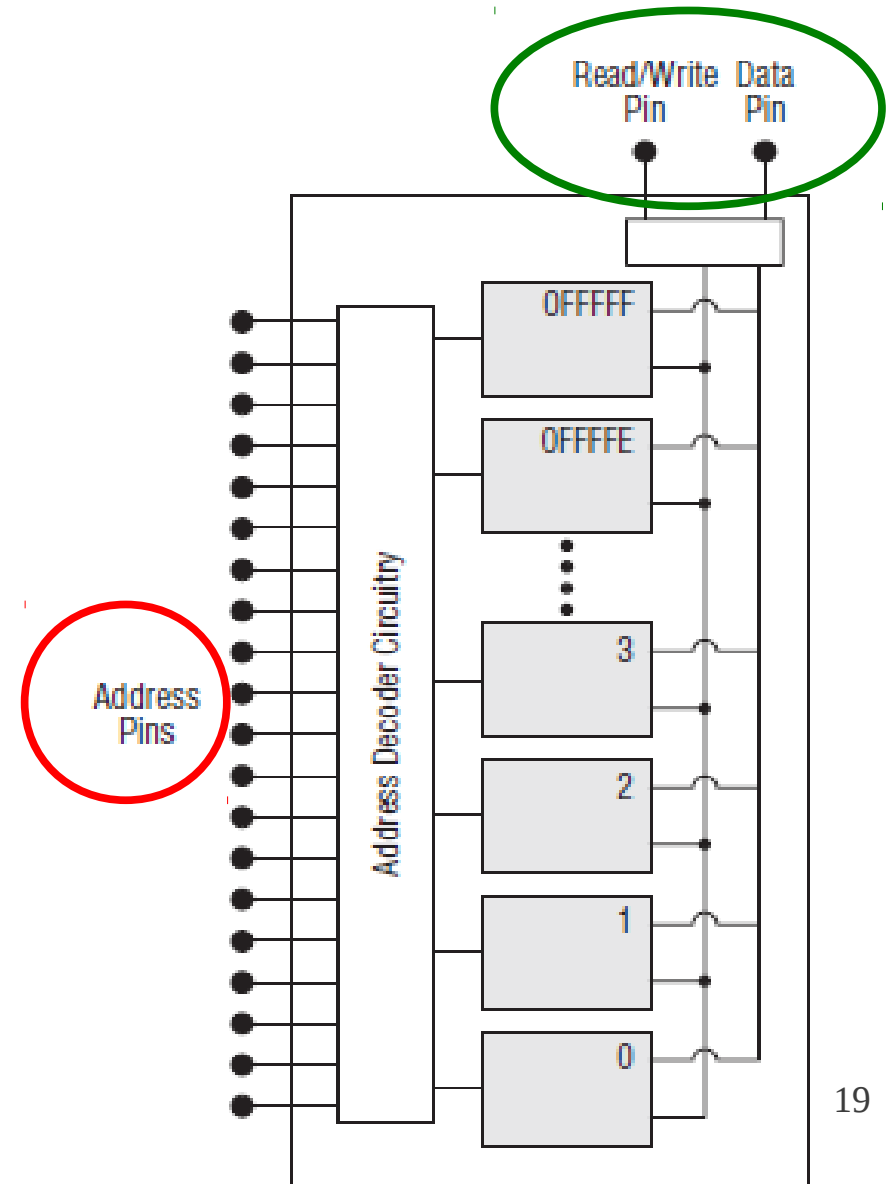 Read/Write Data
Pin Pin
0FFFFF
0FFFFE
Address Decoder Circuitry
3
Address
Pins
2
1
0
19